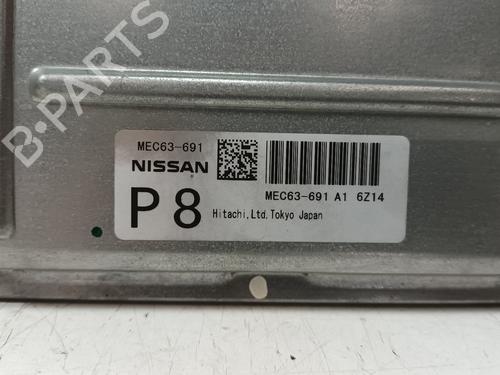 B·PARTS
MEC63-691
NISSAN
MEC63-691 A1 6Z14
P8
Hitachi,Ltd,Tokyo Japan